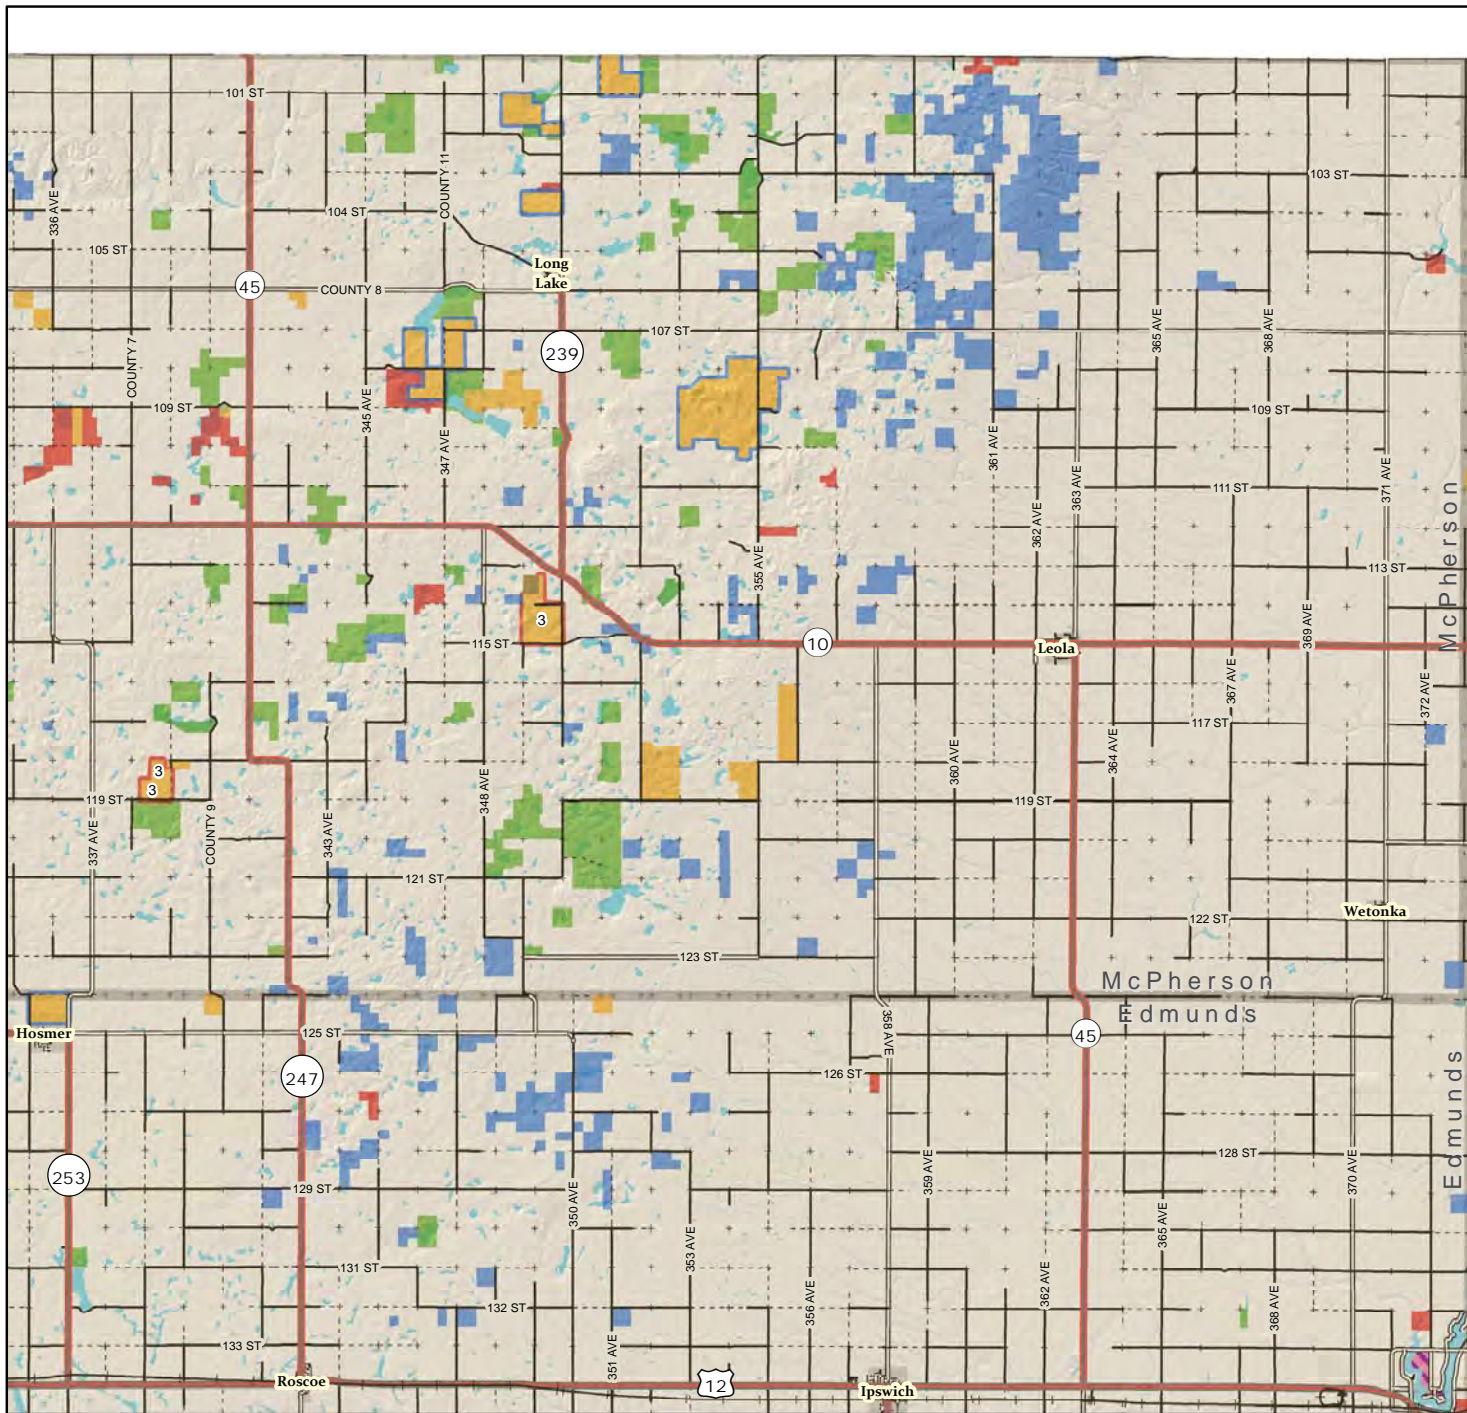 101 ST
COUNTY 11
103 ST
336 AVE
104 ST
105 ST
Long
Lake
45
COUNTY 8
107 ST
365 AVE
368 AVE
COUNTY 7
239
109 ST
345 AVE
109 ST
347 AVE
361 AVE
363 AVE
371 AVE
111 ST
McPherson
362 AVE
355 AVE
113 ST
3
369 AVE
115 ST
10
Leola
367 AVE
372 AVE
117 ST
360 AVE
364 AVE
3
3
348 AVE
119 ST
119 ST
337 AVE
COUNTY 9
343 AVE
121 ST
Wetonka
122 ST
123 ST
McPherson
Edmunds
358 AVE
Hosmer
125 ST
45
247
126 ST
Edmunds
128 ST
359 AVE
370 AVE
253
129 ST
350 AVE
365 AVE
353 AVE
131 ST
362 AVE
356 AVE
368 AVE
132 ST
133 ST
351 AVE
Roscoe
12
Ipswich